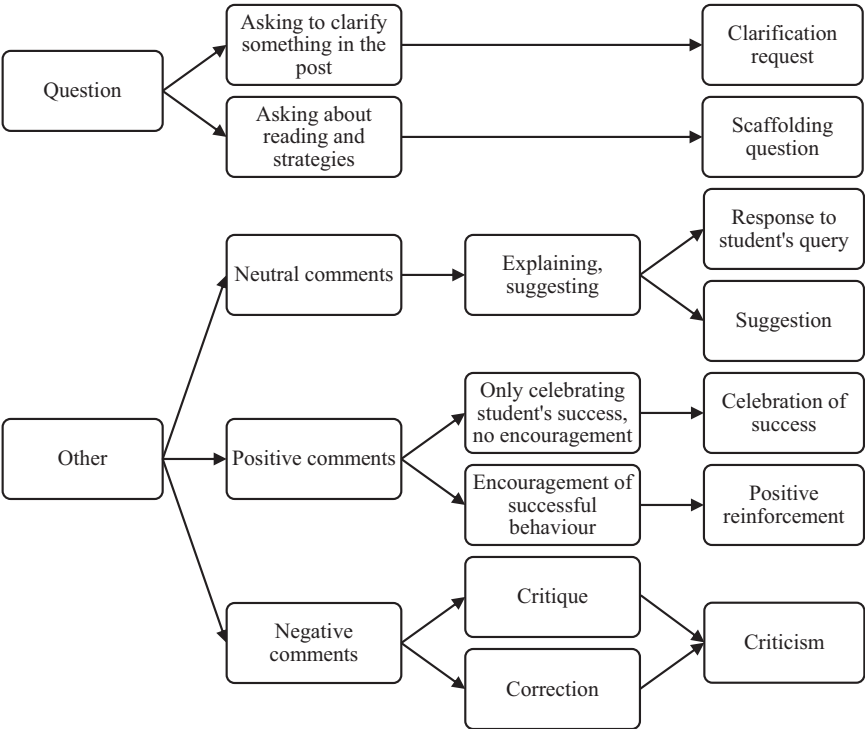 Question
Asking to clarify
something in the
post
Clarification
request
Asking about
reading and
strategies
Scaffolding
question
Other
Neutral comments
Explaining,
suggesting
Response to
student's query
Suggestion
Positive comments
Only celebrating
student's success,
no encouragement
Celebration of
success
Encouragement of
successful
behaviour
Positive
reinforcement
Negative
comments
Critique
Correction
Criticism